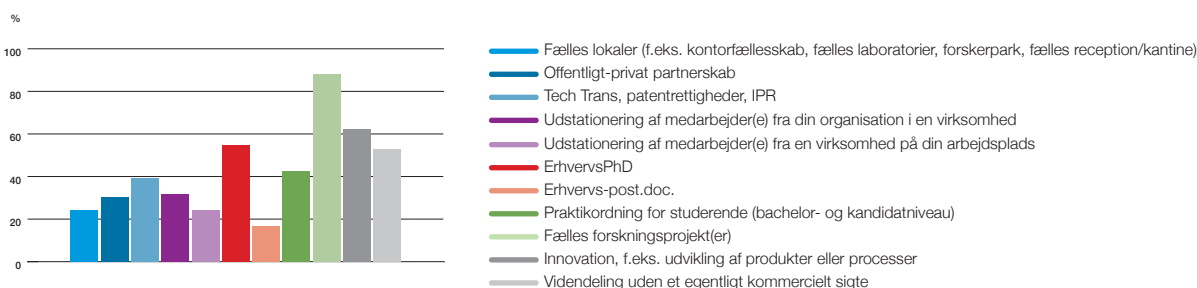 %
100
80
60
40
20
0
Fælles lokaler (f.eks. kontorfællesskab, fælles laboratorier, forskerpark, fælles reception/kantine)
Offentligt-privat partnerskab
Tech Trans, patentrettigheder, IPR
Udstationering af medarbejder(e) fra din organisation i en virksomhed
Udstationering af medarbejder(e) fra en virksomhed på din arbejdsplads
ErhvervsPhD
Erhvervs-post.doc.
Praktikordning for studerende (bachelor- og kandidatniveau)
Fælles forskningsprojekt(er)
Innovation, f.eks. udvikling af produkter eller processer
Videndeling uden et egentligt kommercielt sigte